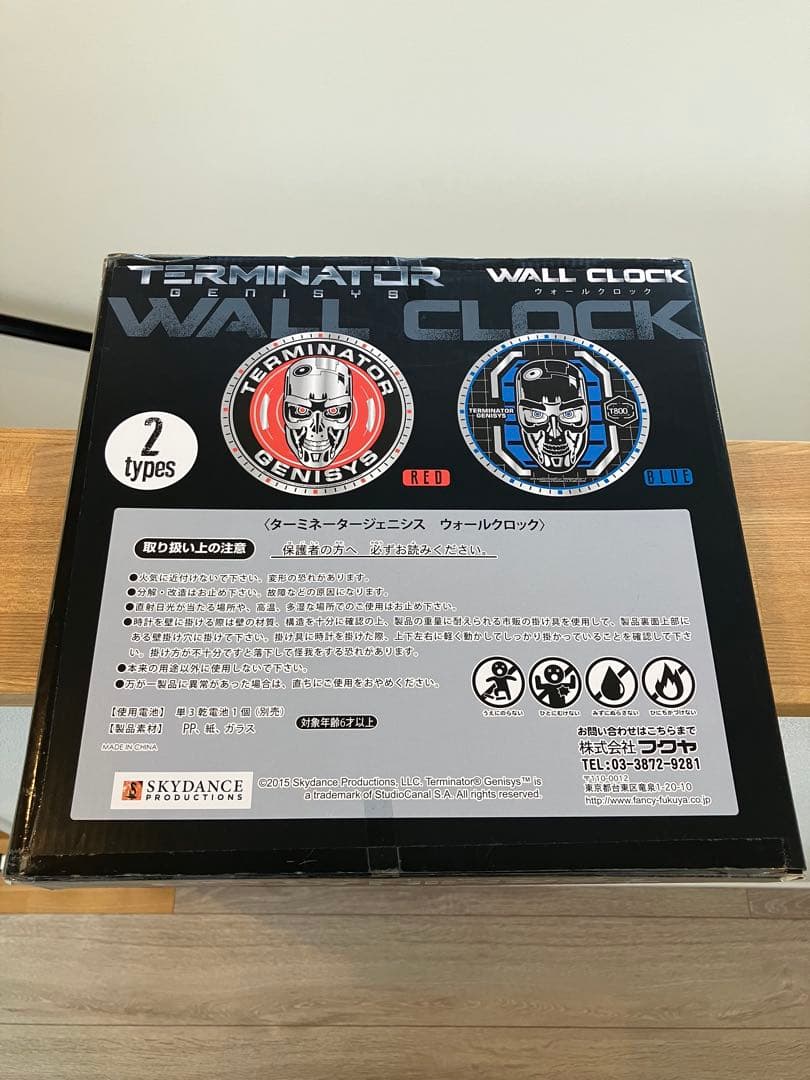 TERMINATOR
GENISYS
WALL CLOCK
ウォールクロック
WALL CLOCK
2
types
TERMINATOR
GENISYS
RED
TERMINATOR
GENISYS
T800
BLUE
〈ターミネータージェニシス ウォールクロック〉
取り扱い上の注意
保護者の方へ 必ずお読みください。
●火気に近付けないで下さい。変形の恐れがあります。
●分解・改造はお止め下さい。故障などの原因になります。
●直射日光が当たる場所や、高温、多湿な場所でのご使用はお止め下さい。
●時計を壁に掛ける際は壁の材質、構造を十分に確認の上、製品の重量に耐えられる市販の掛け具を使用して、製品裏面上部に
ある壁掛け穴に掛けて下さい。掛け具に時計を掛けた際、上下左右に軽く動かしてしっかり掛かっていることを確認して下さ
い。掛け方が不十分ですと落下して怪我をする恐れがあります。
●本来の用途以外に使用しないで下さい。
●万が一製品に異常があった場合は、直ちにご使用をおやめください。
うえにのらない
ひとにむけない
みずにぬらさない
ひにちかづけない
【使用電池】 単3乾電池1個(別売)
【製品素材】 PP、紙、ガラス
対象年齢6才以上
MADE IN CHINA
お問い合わせはこちらまで
株式会社フクヤ
TEL:03-3872-9281
〒110-0012
東京都台東区竜泉1-20-10
http://www.fancy-fukuya.co.jp
SKYDANCE
PRODUCTIONS
©2015 Skydance Productions, LLC. Terminator® Genisys™ is
a trademark of StudioCanal S.A. All rights reserved.